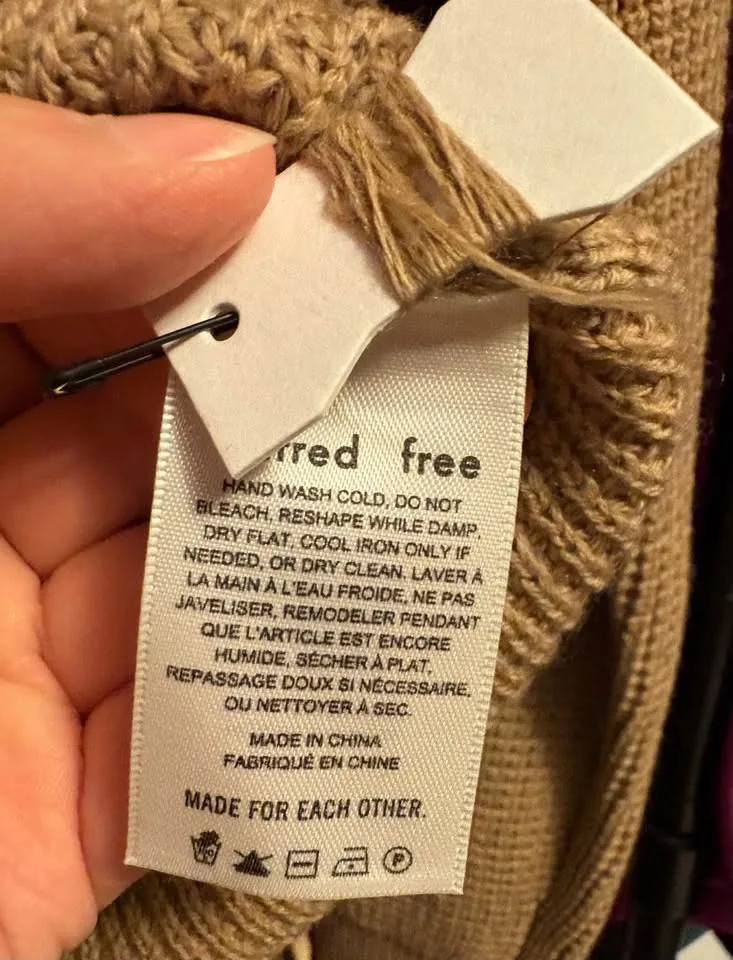 free
HAND WASH COLD, DO NOT
BLEACH, RESHAPE WHILE DAMP,
DRY FLAT, COOL IRON ONLY IF
NEEDED, OR DRY CLEAN. LAVER À
LA MAIN À L'EAU FROIDE, NE PAS
JAVELISER, REMODELER PENDANT
QUE L'ARTICLE EST ENCORE
HUMIDE, SÉCHER À PLAT,
REPASSAGE DOUX SI NÉCESSAIRE,
OU NETTOYER À SEC.
MADE IN CHINA
FABRIQUÉ EN CHINE
MADE FOR EACH OTHER.
P